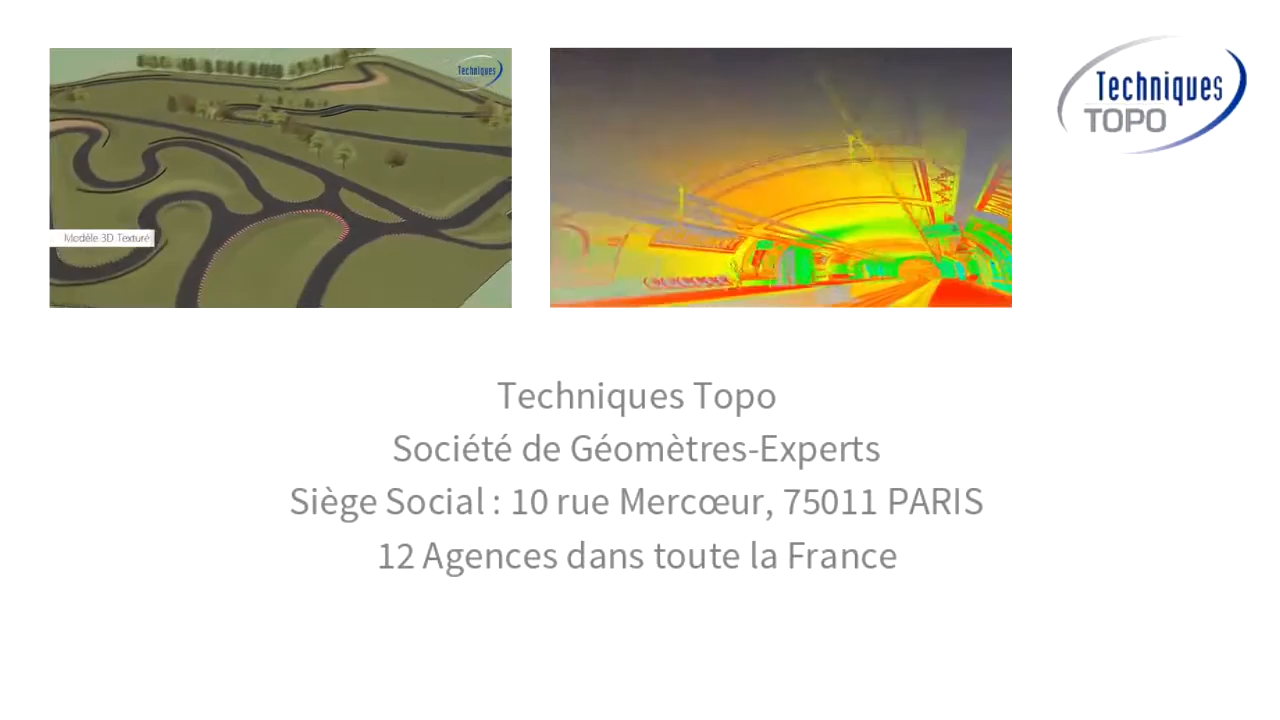 Techniques
Modèle 3D Texturé
Techniques
TOPO
Techniques Topo
Société de Géomètres-Experts
Siège Social : 10 rue Mercœur, 75011 PARIS
12 Agences dans toute la France